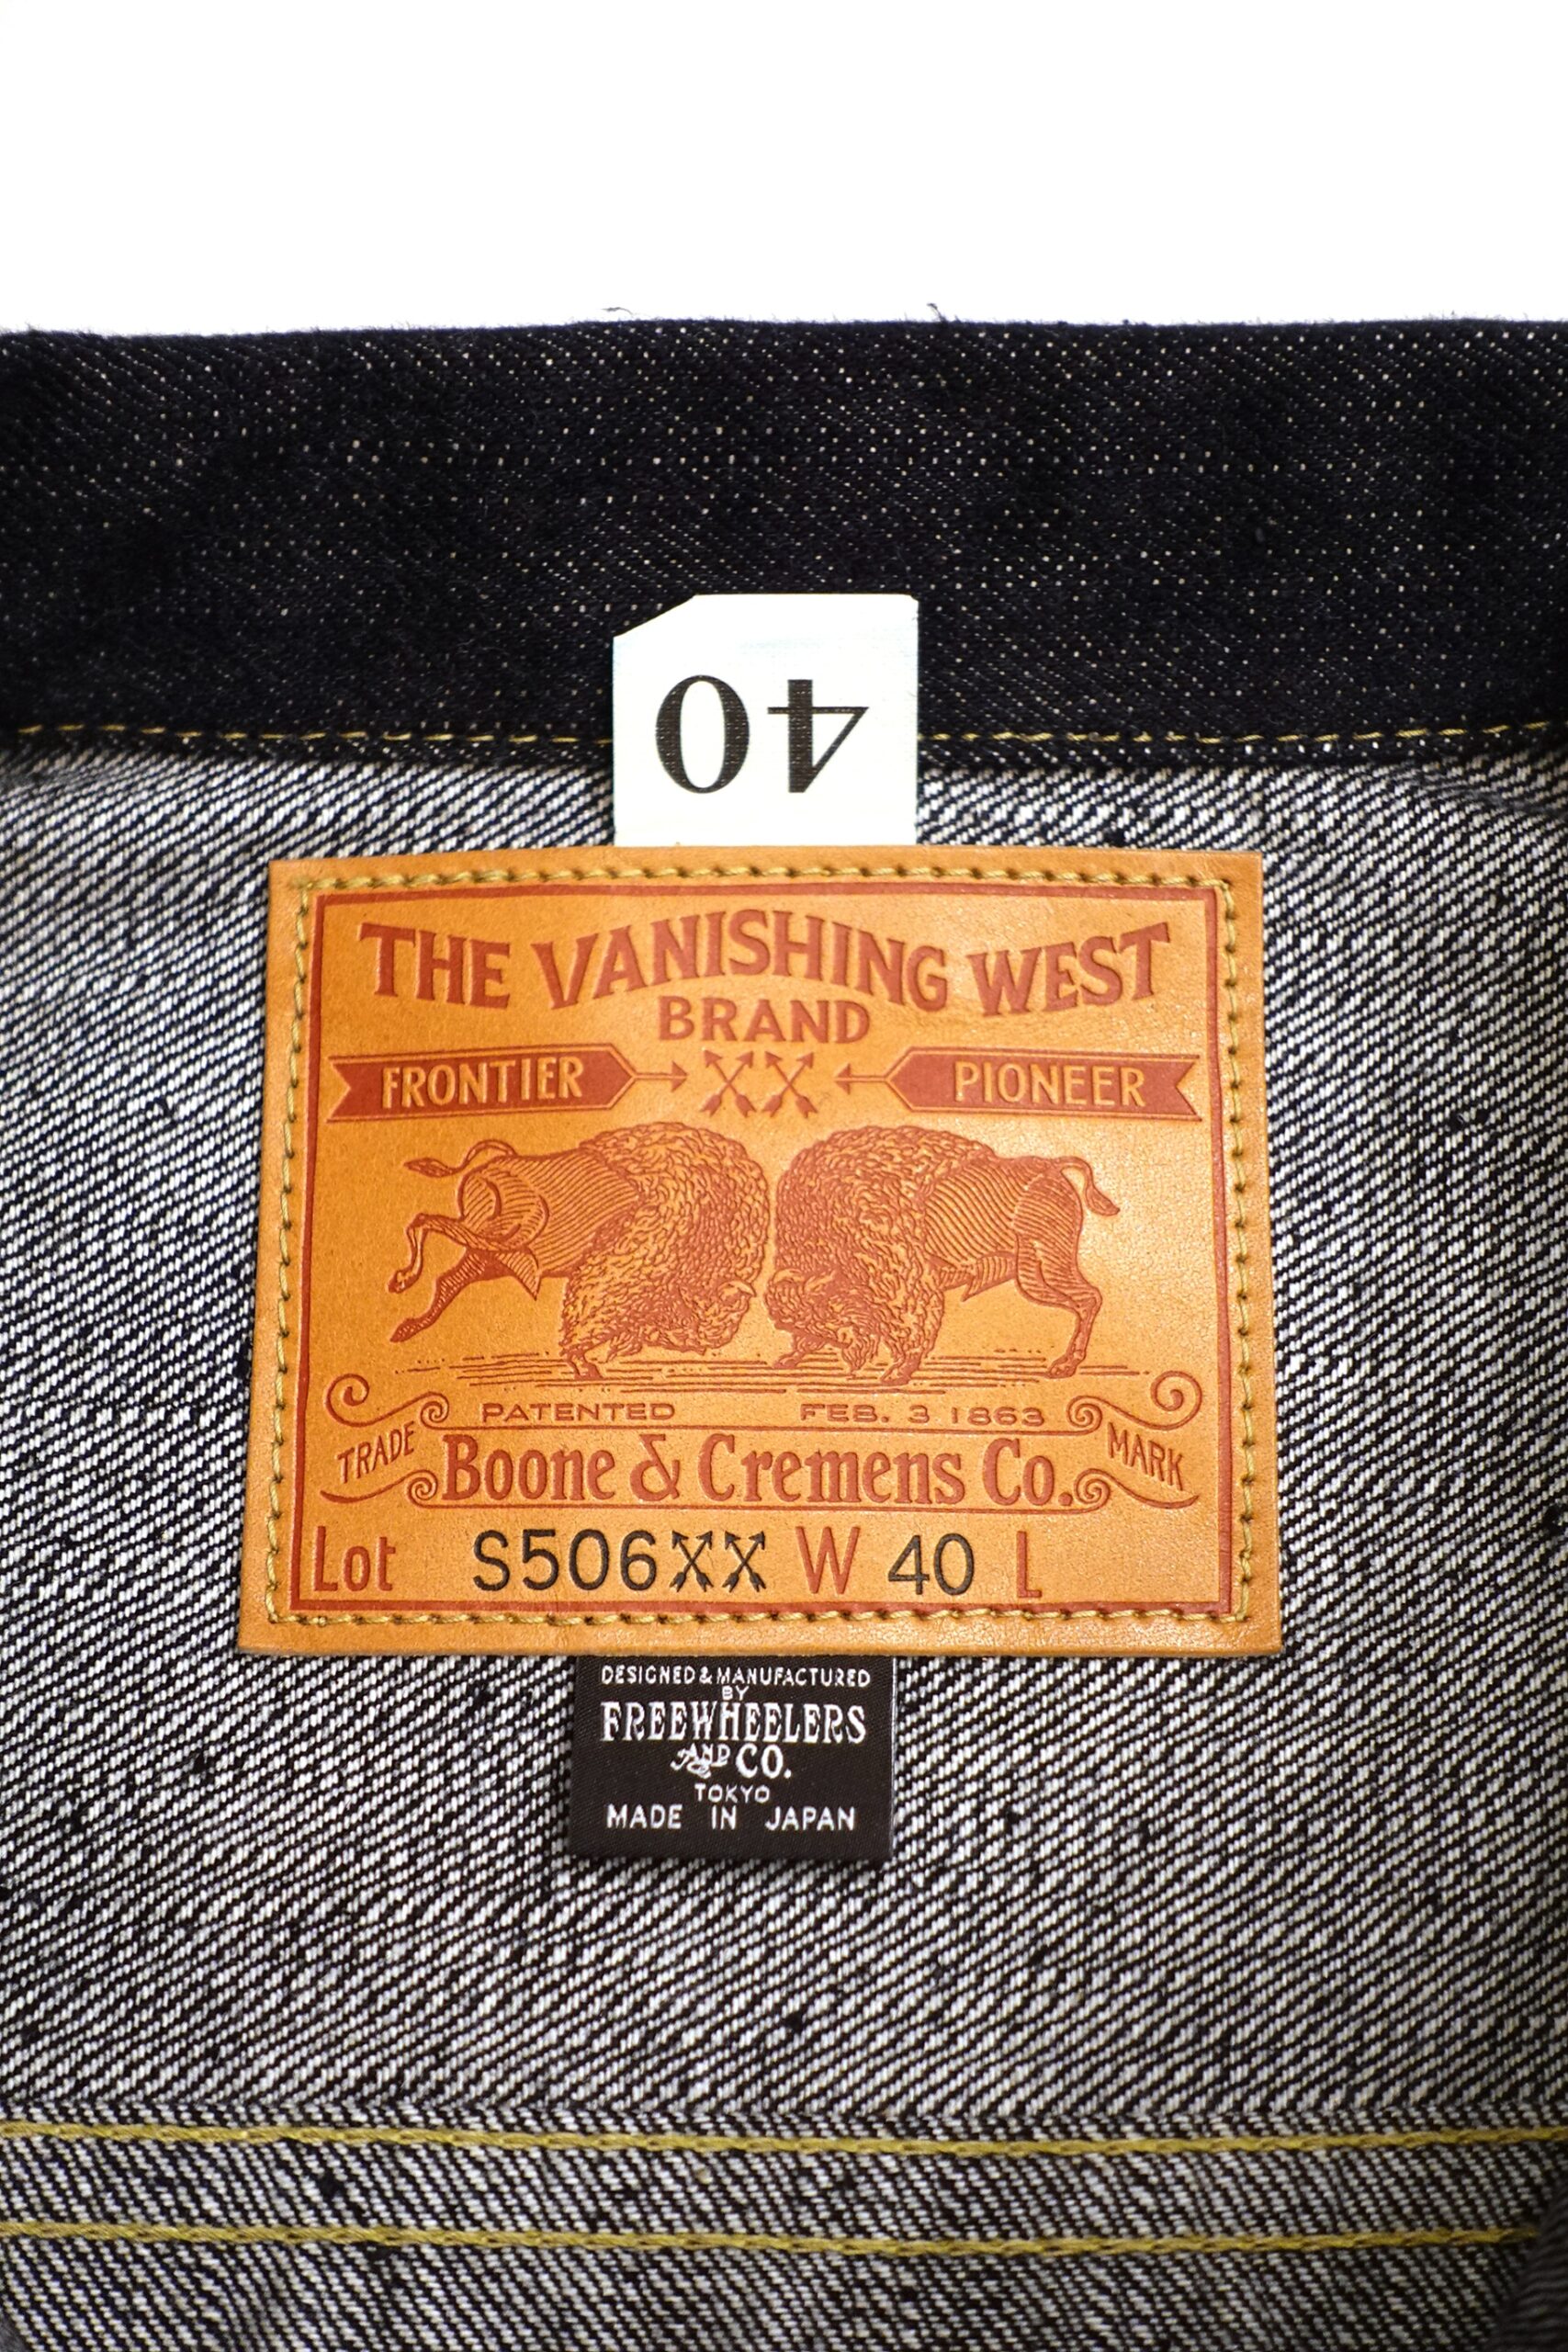 40
THE VANISHING WEST
BRAND
FRONTIER XX PIONEER
PATENTED FEB. 3 1863
TRADE Boone & Cremens Co. MARK
Lot S506XX W 40 L
DESIGNED & MANUFACTURED
BY
FREEWHEELERS
AND CO.
TOKYO
MADE IN JAPAN